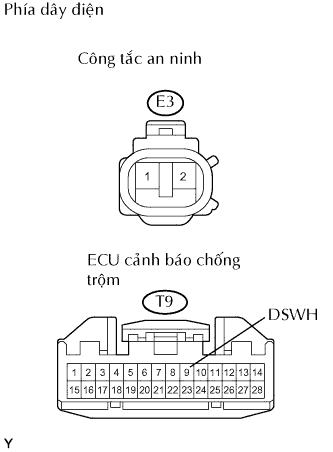 Phía dây điện
Công tắc an ninh
E3
1 2
ECU cảnh báo chống
trộm
T9
DSWH
1 2 3 4 5 6 7 8 9 10 11 12 13 14
15 16 17 18 19 20 21 22 23 24 25 26 27 28
Y